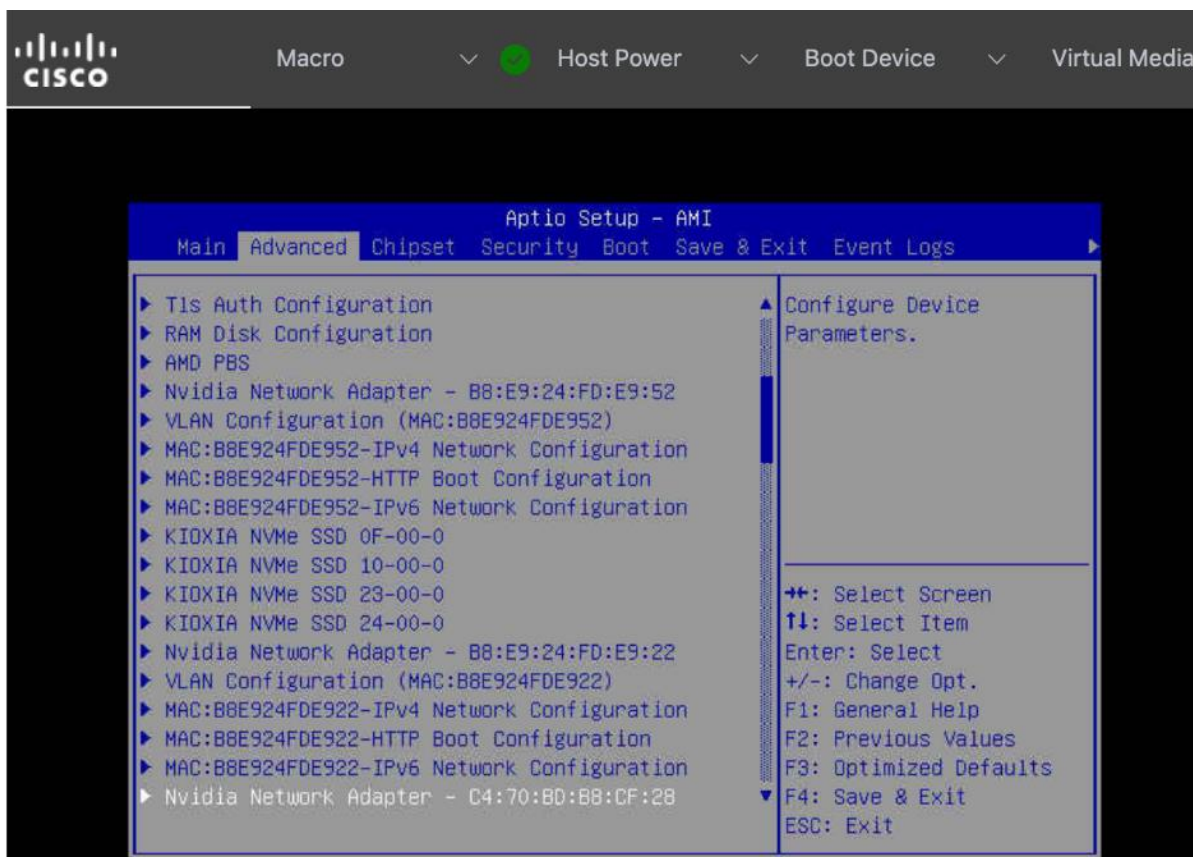 CISCO
Macro Host Power Boot Device Virtual Media
Aptio Setup - AMI
Main Advanced Chipset Security Boot Save & Exit Event Logs
Tls Auth Configuration
RAM Disk Configuration
AMD PBS
Nvidia Network Adapter - B8:E9:24:FD:E9:52
VLAN Configuration (MAC:B8E924FDE952)
MAC:B8E924FDE952-IPv4 Network Configuration
MAC:B8E924FDE952-HTTP Boot Configuration
MAC:B8E924FDE952-IPv6 Network Configuration
KIOXIA NVMe SSD 0F-00-0
KIOXIA NVMe SSD 10-00-0
KIOXIA NVMe SSD 23-00-0
KIOXIA NVMe SSD 24-00-0
Nvidia Network Adapter - B8:E9:24:FD:E9:22
VLAN Configuration (MAC:B8E924FDE922)
MAC:B8E924FDE922-IPv4 Network Configuration
MAC:B8E924FDE922-HTTP Boot Configuration
MAC:B8E924FDE922-IPv6 Network Configuration
Nvidia Network Adapter - C4:70:BD:B8:CF:28
Configure Device
Parameters.
→←: Select Screen
↑↓: Select Item
Enter: Select
+/-: Change Opt.
F1: General Help
F2: Previous Values
F3: Optimized Defaults
F4: Save & Exit
ESC: Exit